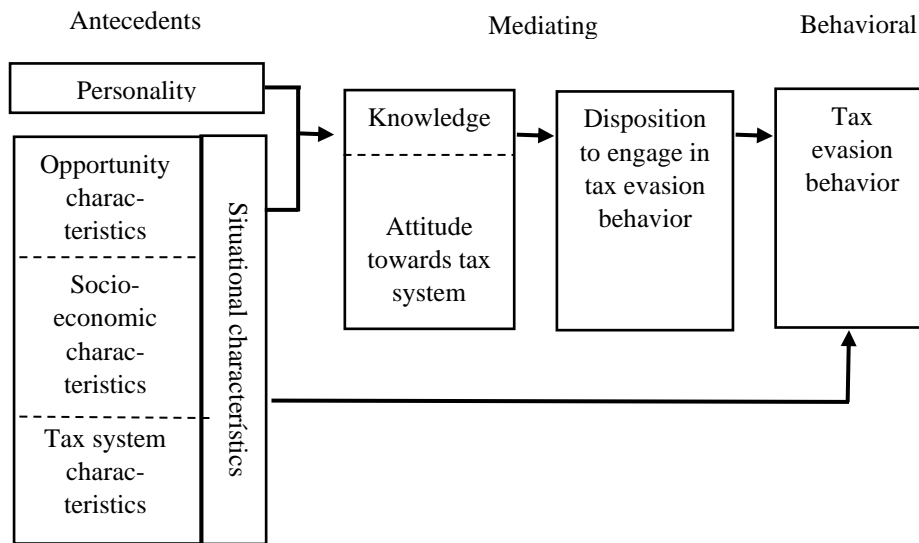 Antecedents
Mediating
Behavioral
Personality
Opportunity
charac-
teristics
Socio-
economic
charac-
teristics
Tax system
charac-
teristics
Situational característics
Knowledge
Attitude
towards tax
system
Disposition
to engage in
tax evasion
behavior
Tax
evasion
behavior